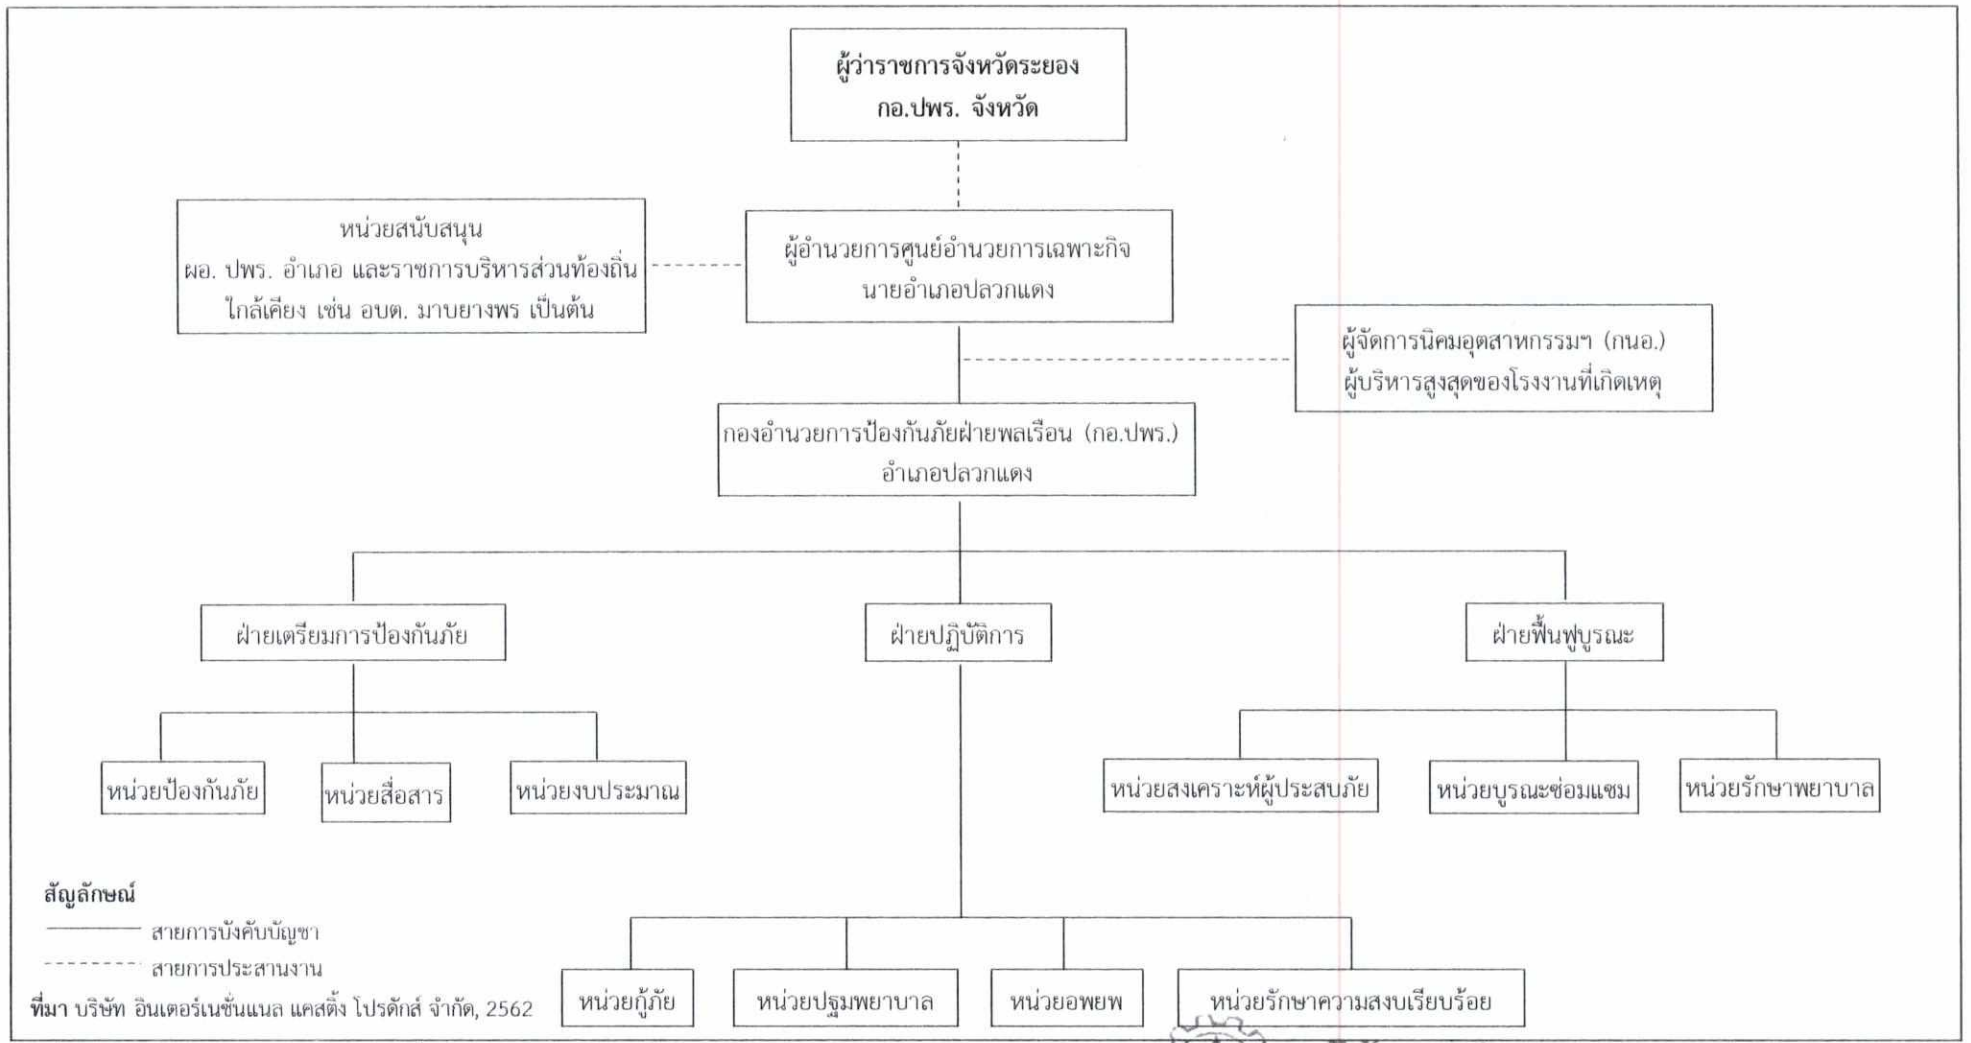 ผู้ว่าราชการจังหวัดระยอง
กอ.ปพร. จังหวัด
หน่วยสนับสนุน
ผอ. ปพร. อำเภอ และราชการบริหารส่วนท้องถิ่น
ใกล้เคียง เช่น อบต. มาบยางพร เป็นต้น
ผู้อำนวยการศูนย์อำนวยการเฉพาะกิจ
นายอำเภอปลวกแดง
ผู้จัดการนิคมอุตสาหกรรมฯ (กนอ.)
ผู้บริหารสูงสุดของโรงงานที่เกิดเหตุ
กองอำนวยการป้องกันภัยฝ่ายพลเรือน (กอ.ปพร.)
อำเภอปลวกแดง
ฝ่ายเตรียมการป้องกันภัย
ฝ่ายปฏิบัติการ
ฝ่ายฟื้นฟูบูรณะ
หน่วยป้องกันภัย
หน่วยสื่อสาร
หน่วยงบประมาณ
หน่วยสงเคราะห์ผู้ประสบภัย
หน่วยบูรณะซ่อมแซม
หน่วยรักษาพยาบาล
หน่วยกู้ภัย
หน่วยปฐมพยาบาล
หน่วยอพยพ
หน่วยรักษาความสงบเรียบร้อย
สัญลักษณ์
สายการบังคับบัญชา
สายการประสานงาน
ที่มา บริษัท อินเตอร์เนชั่นแนล แคสติ้ง โปรดักส์ จำกัด, 2562